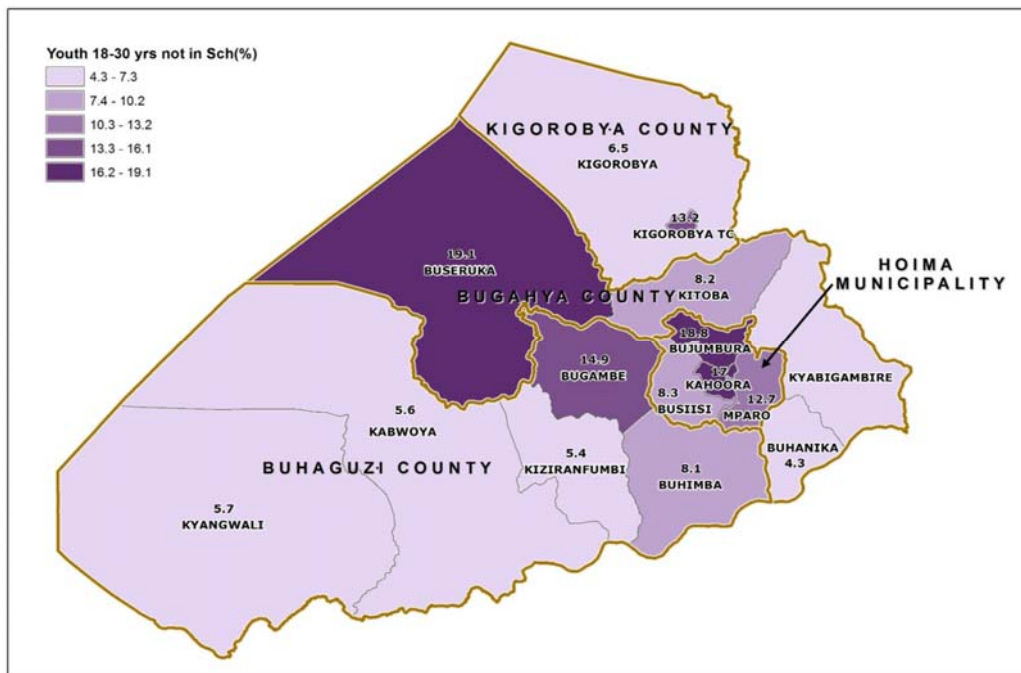 Youth 18-30 yrs not in Sch(%)
4.3 - 7.3
7.4 - 10.2
10.3 - 13.2
13.3 - 16.1
16.2 - 19.1
KIGOROBYA COUNTY
6.5
KIGOROBYA
13.2
KIGOROBYA TC
19.1
BUSERUKA
BUGAHYA COUNTY
8.2
KITOBA
HOIMA
MUNICIPALITY
18.8
BUJUMBURA
14.9
BUGAMBE
17
KAHOORA
KYABIGAMBIRE
8.3
BUSIISI
12.7
MPARO
5.6
KABWOYA
BUHANIKA
4.3
5.4
KIZIRANFUMBI
BUHAGUZI COUNTY
8.1
BUHIMBA
5.7
KYANGWALI